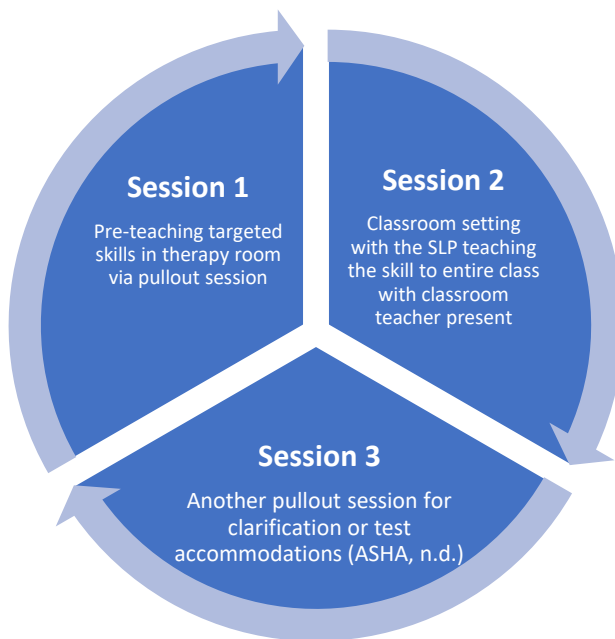 Session 1
Pre-teaching targeted
skills in therapy room
via pullout session
Session 2
Classroom setting
with the SLP teaching
the skill to entire class
with classroom
teacher present
Session 3
Another pullout session for
clarification or test
accommodations (ASHA, n.d.)